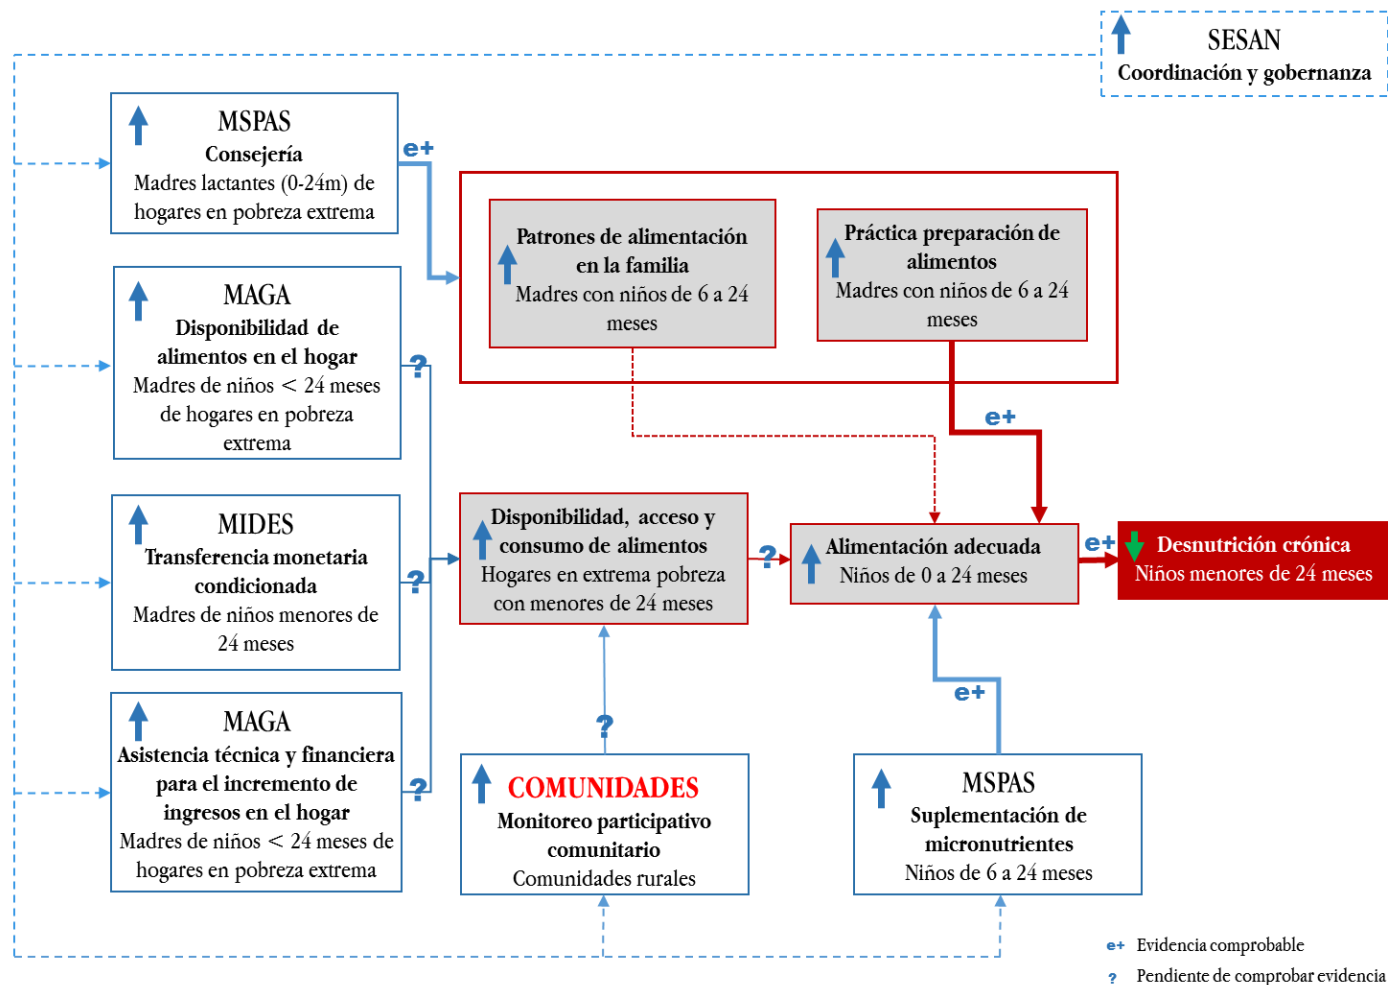 SESAN
Coordinación y gobernanza
MSPAS
Consejería
Madres lactantes (0-24m) de
hogares en pobreza extrema
e+
Patrones de alimentación
en la familia
Madres con niños de 6 a 24
meses
Práctica preparación de
alimentos
Madres con niños de 6 a 24
meses
MAGA
Disponibilidad de
alimentos en el hogar
Madres de niños < 24 meses
de hogares en pobreza
extrema
?
e+
MIDES
Transferencia monetaria
condicionada
Madres de niños menores de
24 meses
?
Disponibilidad, acceso y
consumo de alimentos
Hogares en extrema pobreza
con menores de 24 meses
?
Alimentación adecuada
Niños de 0 a 24 meses
e+
Desnutrición crónica
Niños menores de 24 meses
MAGA
Asistencia técnica y financiera
para el incremento de
ingresos en el hogar
Madres de niños < 24 meses de
hogares en pobreza extrema
?
?
COMUNIDADES
Monitoreo participativo
comunitario
Comunidades rurales
e+
MSPAS
Suplementación de
micronutrientes
Niños de 6 a 24 meses
e+ Evidencia comprobable
? Pendiente de comprobar evidencia